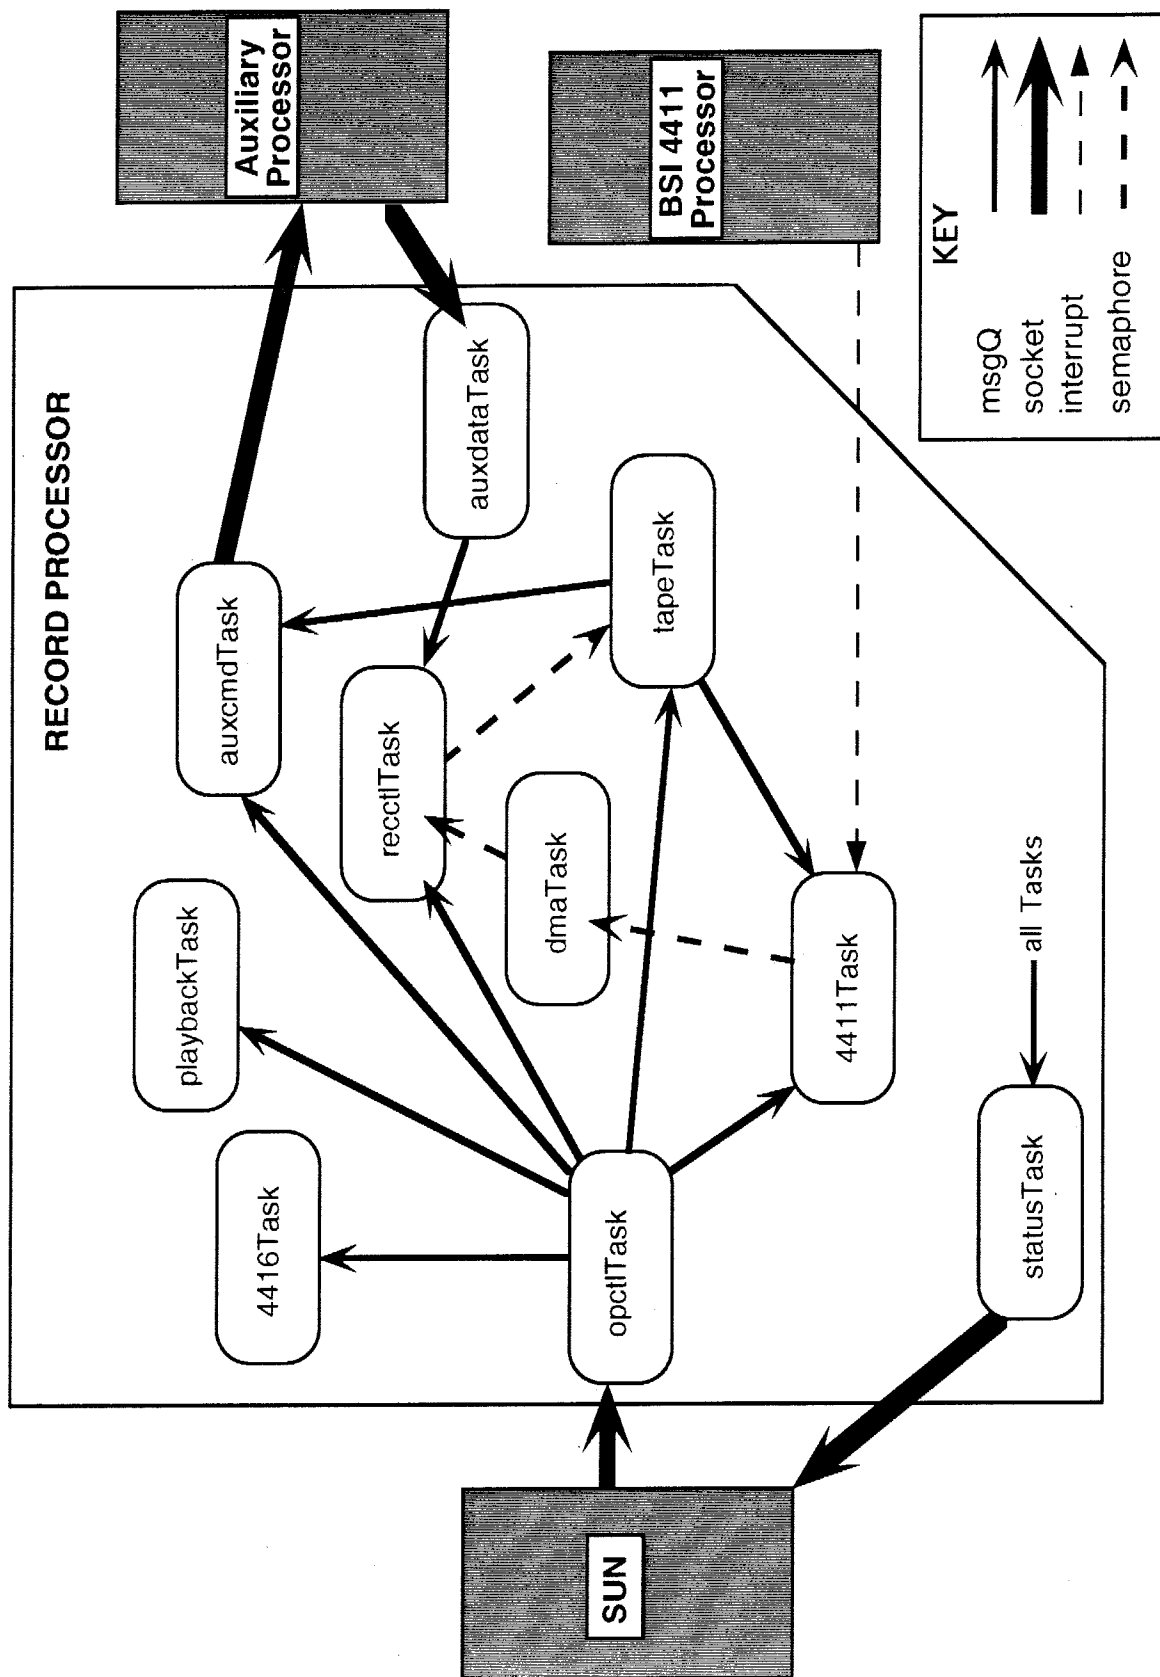 RECORD PROCESSOR
Auxiliary
Processor
BSI 4411
Processor
SUN
4416Task
playbackTask
auxcmdTask
recctlTask
auxdataTask
dmaTask
tapeTask
opctlTask
4411Task
statusTask
all Tasks
KEY
msgQ
socket
interrupt
semaphore